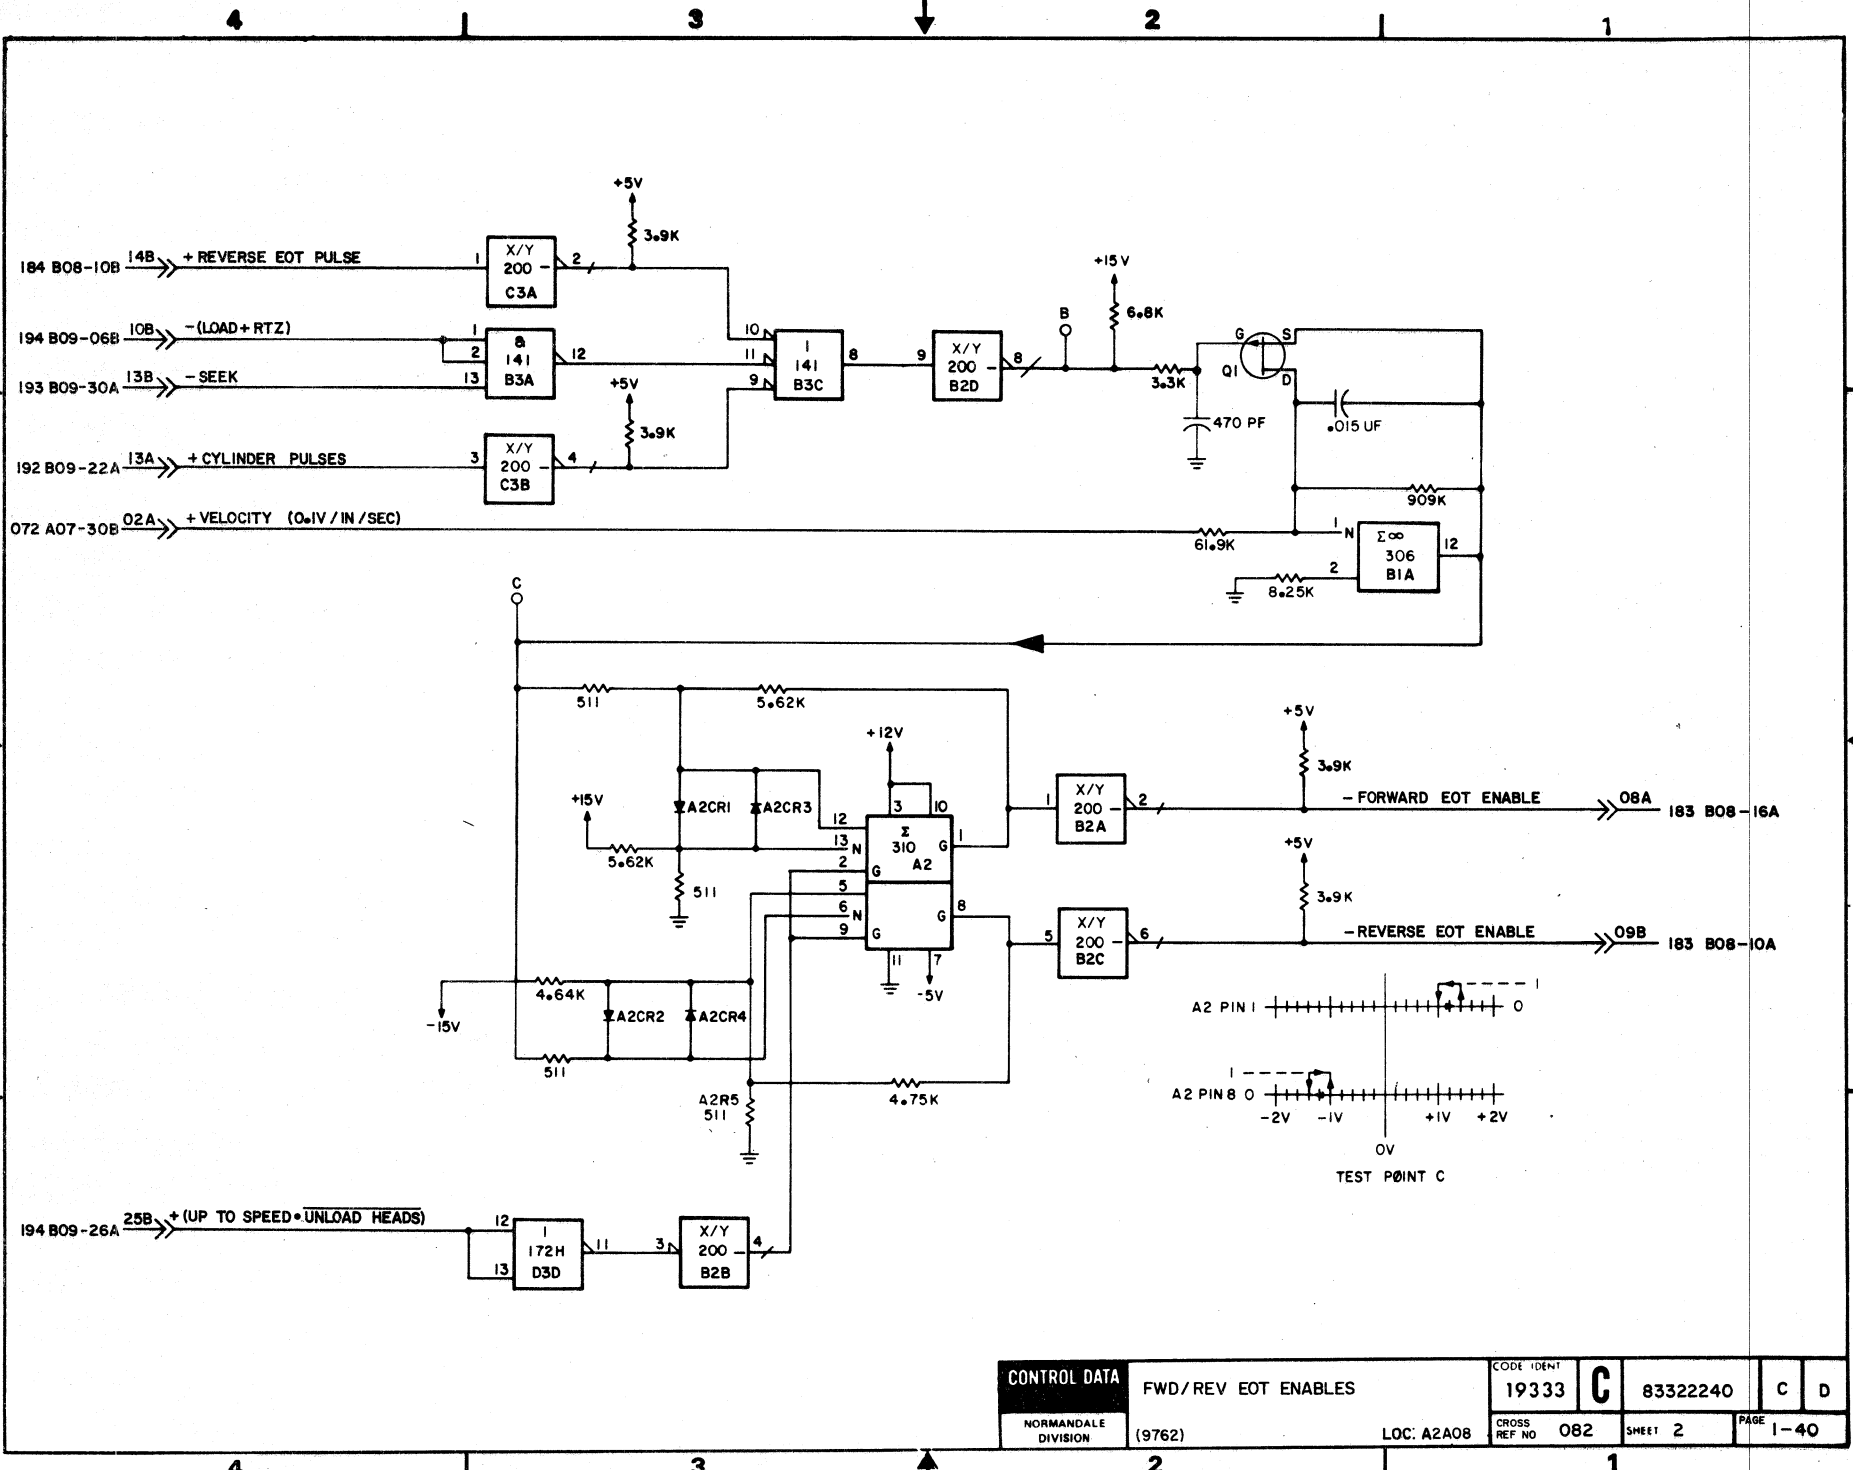 4 3 2 1
+5V
3.9K
184 B08-10B 14B + REVERSE EOT PULSE 1 X/Y 200 C3A 2
194 B09-06B 10B -(LOAD+RTZ) 1 2 & 141 B3A 12
193 B09-30A 13B -SEEK 13
+5V
3.9K
192 B09-22A 13A + CYLINDER PULSES 3 X/Y 200 C3B 4
10 11 9 1 141 B3C 8
9 X/Y 200 B2D 8
B
+15V
6.8K
3.3K
470 PF
G S Q1 D
.015 UF
909K
072 A07-30B 02A + VELOCITY (0.1V/IN/SEC)
61.9K
1 N Σ∞ 306 B1A 12
2
8.25K
C
511
5.62K
+12V
3 10
A2CR1 A2CR3
+15V
5.62K
511
12 Σ
13 N 310 G 1
2 G A2
5
6 N G 8
9 G
11 7
-5V
1 X/Y 200 B2A 2
+5V
3.9K
- FORWARD EOT ENABLE 08A 183 B08-16A
+5V
3.9K
5 X/Y 200 B2C 6
- REVERSE EOT ENABLE 09B 183 B08-10A
-15V
4.64K
A2CR2 A2CR4
511
A2R5
511
4.75K
A2 PIN 1 1 0
1
A2 PIN 8 0
-2V -1V +1V +2V
0V
TEST PØINT C
194 B09-26A 25B +(UP TO SPEED•UNLOAD HEADS) 12 13 1 172H D3D 11
3 X/Y 200 B2B 4
CONTROL DATA
NORMANDALE
DIVISION
FWD/REV EOT ENABLES
(9762) LOC: A2A08
CODE IDENT
19333 C 83322240 C D
CROSS
REF NO 082 SHEET 2 PAGE 1-40
4 3 2 1